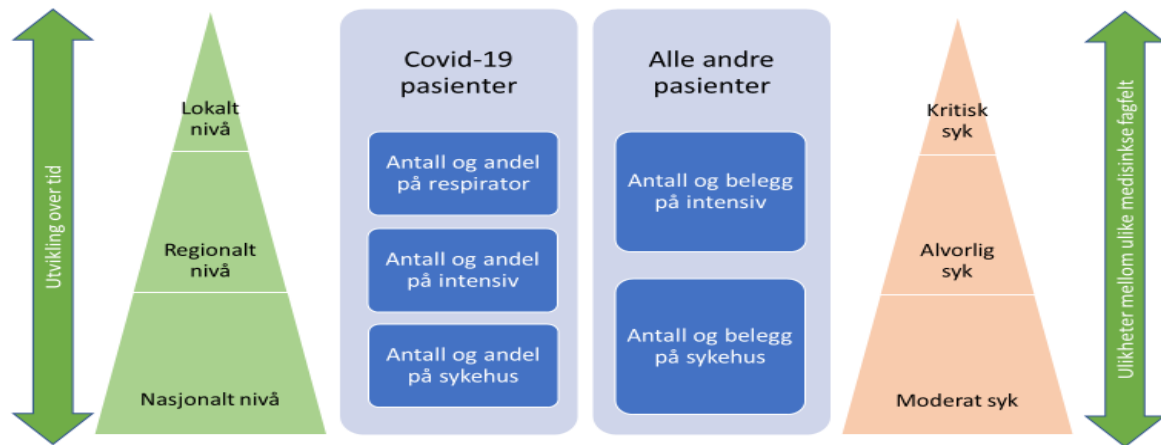 Utvikling over tid
Lokalt
nivå
Regionalt
nivå
Nasjonalt nivå
Covid-19
pasienter
Antall og andel
på respirator
Antall og andel
på intensiv
Antall og andel
på sykehus
Alle andre
pasienter
Antall og belegg
på intensiv
Antall og belegg
på sykehus
Kritisk
syk
Alvorlig
syk
Moderat syk
Ulikheter mellom ulike medisinkse fagfelt